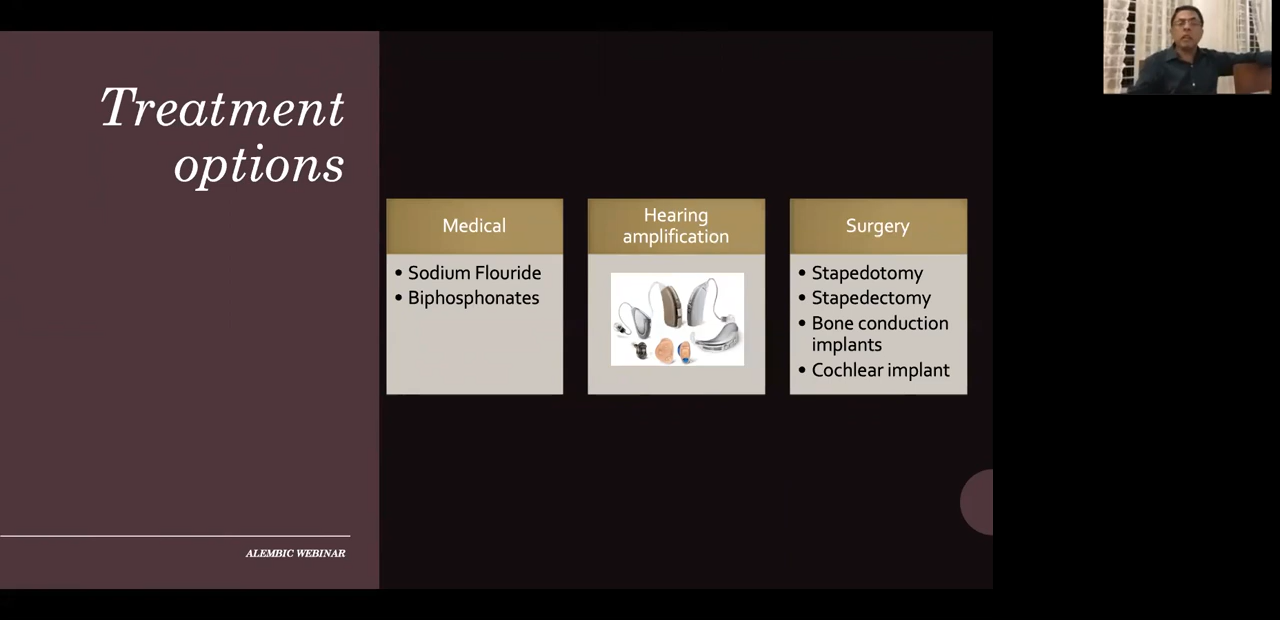 Treatment
options
Medical
• Sodium Flouride
• Biphosphonates
Hearing
amplification
Surgery
• Stapedotomy
• Stapedectomy
• Bone conduction
implants
• Cochlear implant
ALEMBIC WEBINAR